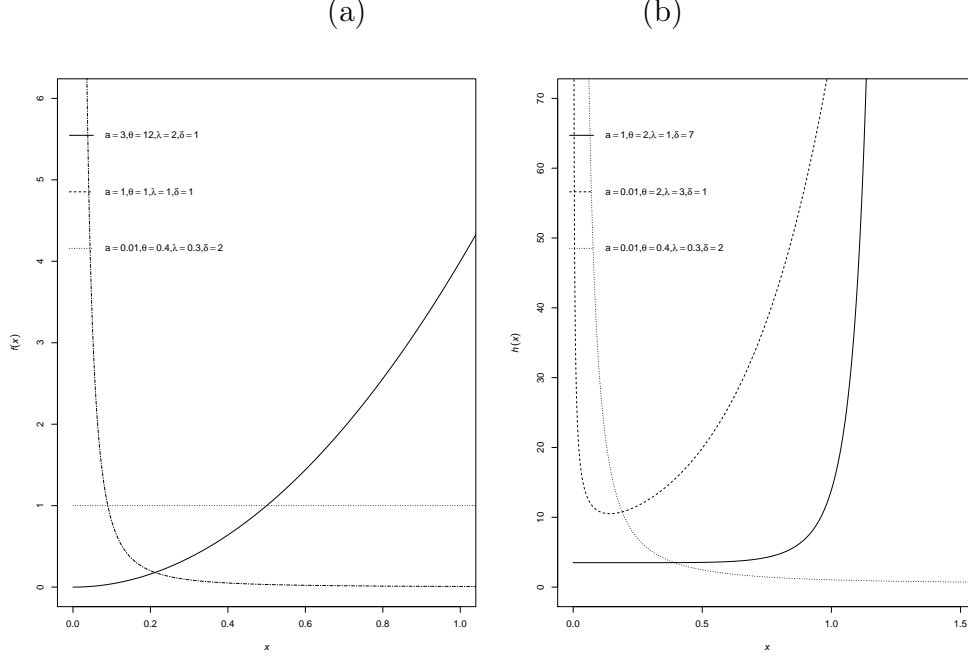 (a)
(b)
a = 3,θ = 12,λ = 2,δ = 1
a = 1,θ = 1,λ = 1,δ = 1
a = 0.01,θ = 0.4,λ = 0.3,δ = 2
f(x)
0 1 2 3 4 5 6
0.0 0.2 0.4 0.6 0.8 1.0
x
a = 1,θ = 2,λ = 1,δ = 7
a = 0.01,θ = 2,λ = 3,δ = 1
a = 0.01,θ = 0.4,λ = 0.3,δ = 2
h(x)
0 10 20 30 40 50 60 70
0.0 0.5 1.0 1.5
x